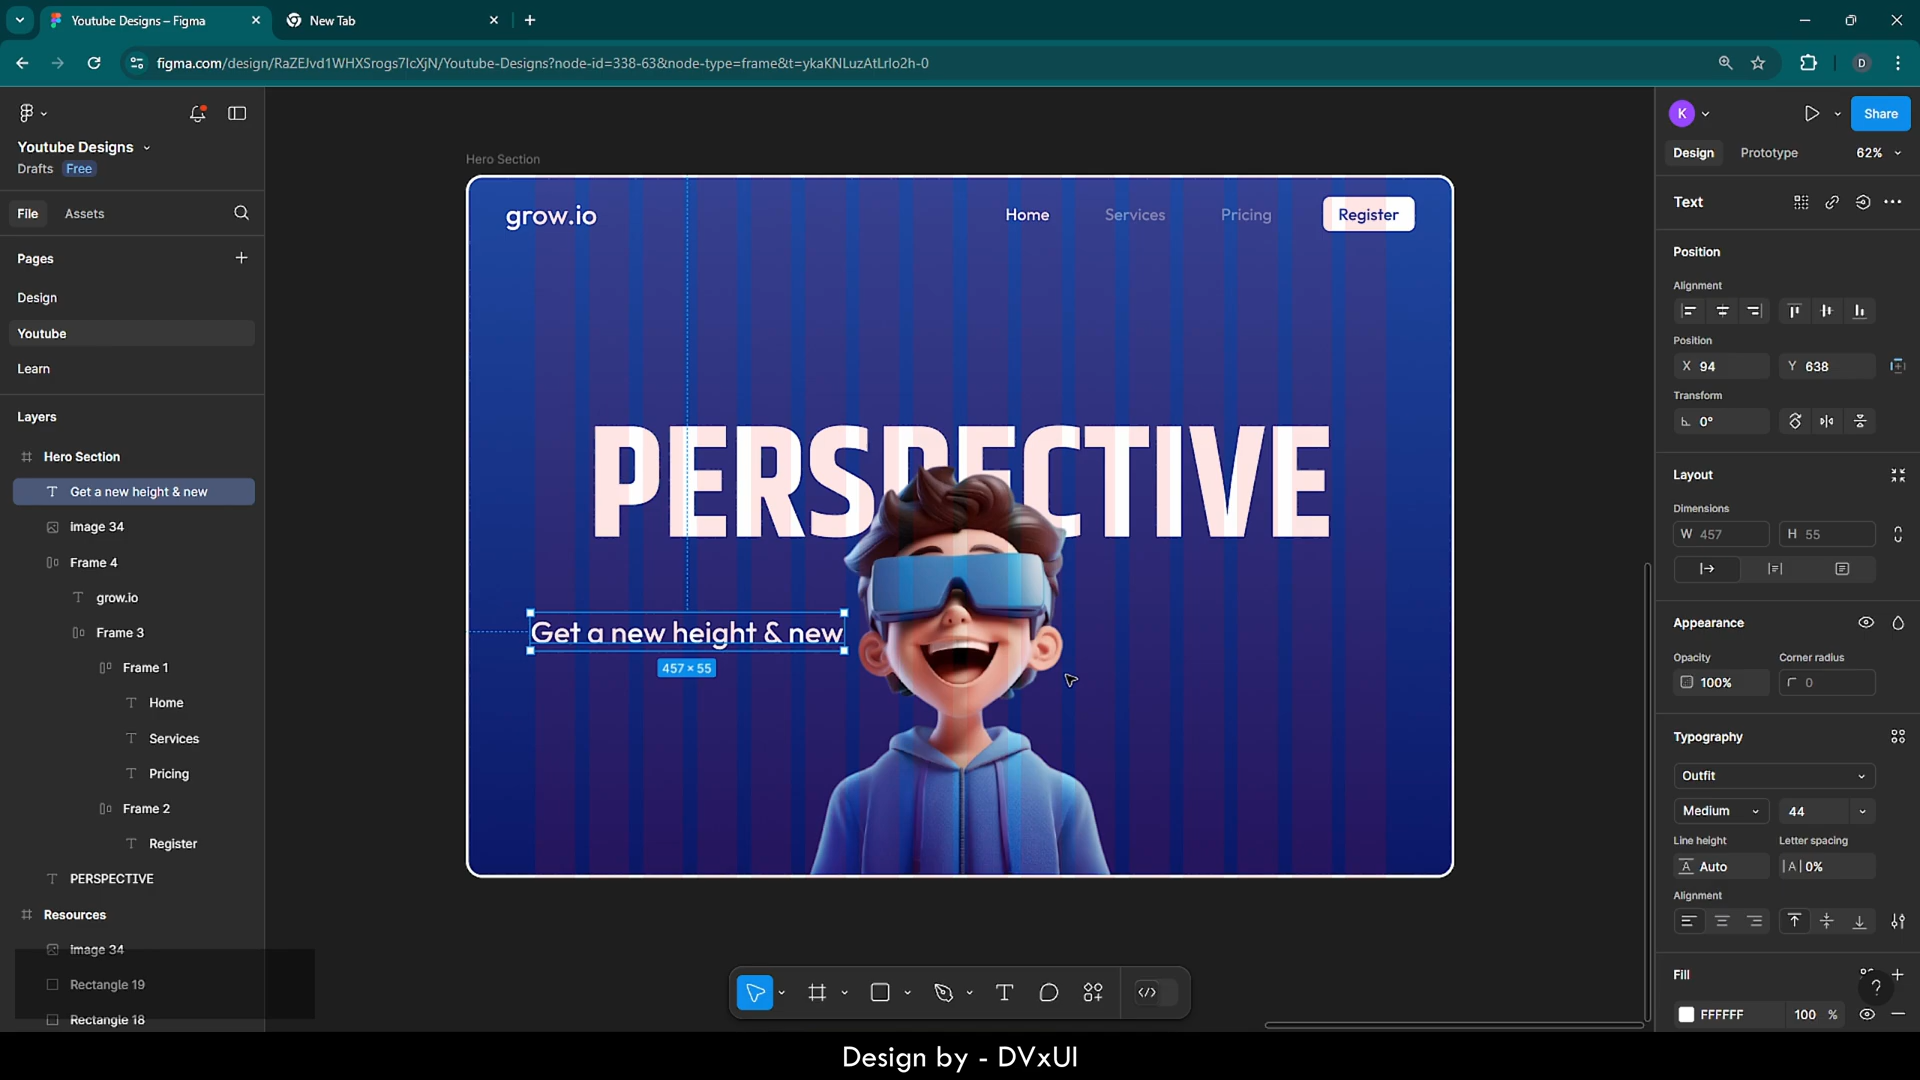 Youtube Designs – Figma
New Tab
figma.com/design/RaZEJvd1WHXSrogs7IcXjN/Youtube-Designs?node-id=338-63&node-type=frame&t=ykaKNLuzAtLrIo2h-0
D
Youtube Designs
Drafts Free
File Assets
Pages
Design
Youtube
Learn
Layers
Hero Section
Get a new height & new
image 34
Frame 4
grow.io
Frame 3
Frame 1
Home
Services
Pricing
Frame 2
Register
PERSPECTIVE
Resources
Image 34
Rectangle 19
Rectangle 18
Hero Section
grow.io
Home Services Pricing Register
PERSPECTIVE
Get a new height & new
457 × 55
K
Share
Design Prototype 62%
Text
Position
Alignment
Position
X 94 Y 638
Transform
0°
Layout
Dimensions
W 457 H 55
Appearance
Opacity Corner radius
100% 0
Typography
Outfit
Medium 44
Line height Letter spacing
A Auto |A| 0%
Alignment
Fill
?
FFFFFF 100 %
Design by - DVxUI